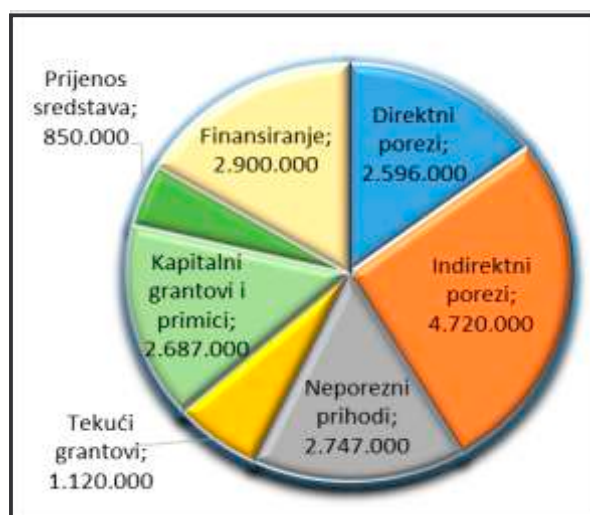 Prijenos
sredstava;
850.000
Finansiranje;
2.900.000
Direktni
porezi;
2.596.000
Indirektni
porezi;
4.720.000
Kapitalni
grantovi i
primici;
2.687.000
Neporezni
prihodi;
2.747.000
Tekući
grantovi;
1.120.000